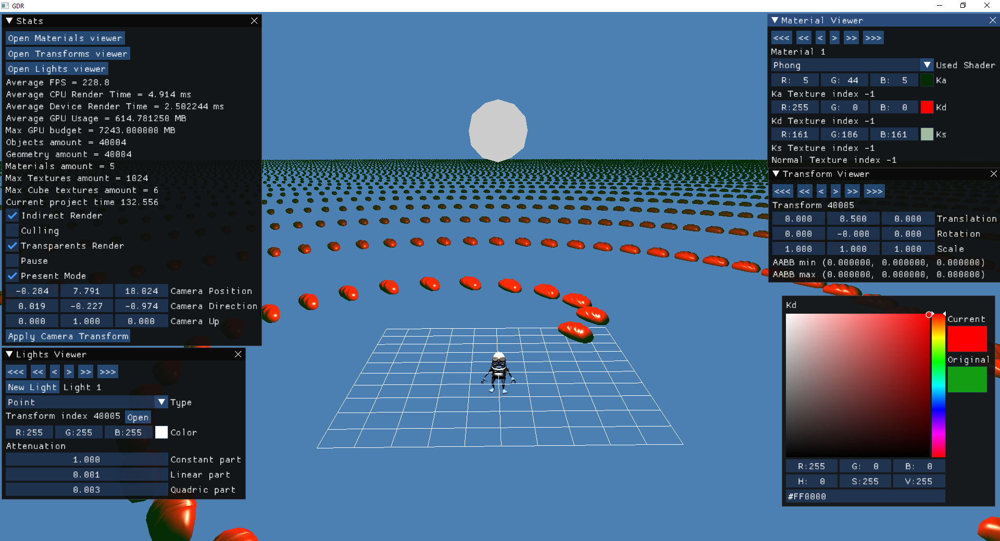 GDR
Stats
Open Materials viewer
Open Transforms viewer
Open Lights viewer
Average FPS = 228.8
Average CPU Render Time = 4.914 ms
Average Device Render Time = 2.502244 ms
Average GPU Usage = 614.781250 MB
Max GPU budget = 7243.000000 MB
Objects amount = 40004
Geometry amount = 40004
Materials amount = 5
Max Textures amount = 1024
Max Cube textures amount = 6
Current project time 132.556
Indirect Render
Culling
Transparents Render
Pause
Present Mode
-0.284 7.791 18.024 Camera Position
0.019 -0.227 -0.974 Camera Direction
0.000 1.000 0.000 Camera Up
Apply Camera Transform
Lights Viewer
<<< << < > >> >>>
New Light Light 1
Point Type
Transform index 40005 Open
R:255 G:255 B:255 Color
Attenuation
1.000 Constant part
0.001 Linear part
0.003 Quadric part
Material Viewer
<<< << < > >> >>>
Material 1
Phong Used Shader
R: 5 G: 44 B: 5 Ka
Ka Texture index -1
R:255 G: 0 B: 0 Kd
Kd Texture index -1
R:161 G:186 B:161 Ks
Ks Texture index -1
Normal Texture index -1
Transform Viewer
<<< << < > >> >>>
Transform 40005
0.000 8.500 0.000 Translation
0.000 -0.000 0.000 Rotation
1.000 1.000 1.000 Scale
AABB min (0.000000, 0.000000, 0.000000)
AABB max (0.000000, 0.000000, 0.000000)
Kd
Current
Original
R:255 G: 0 B: 0
H: 0 S:255 V:255
#FF0000